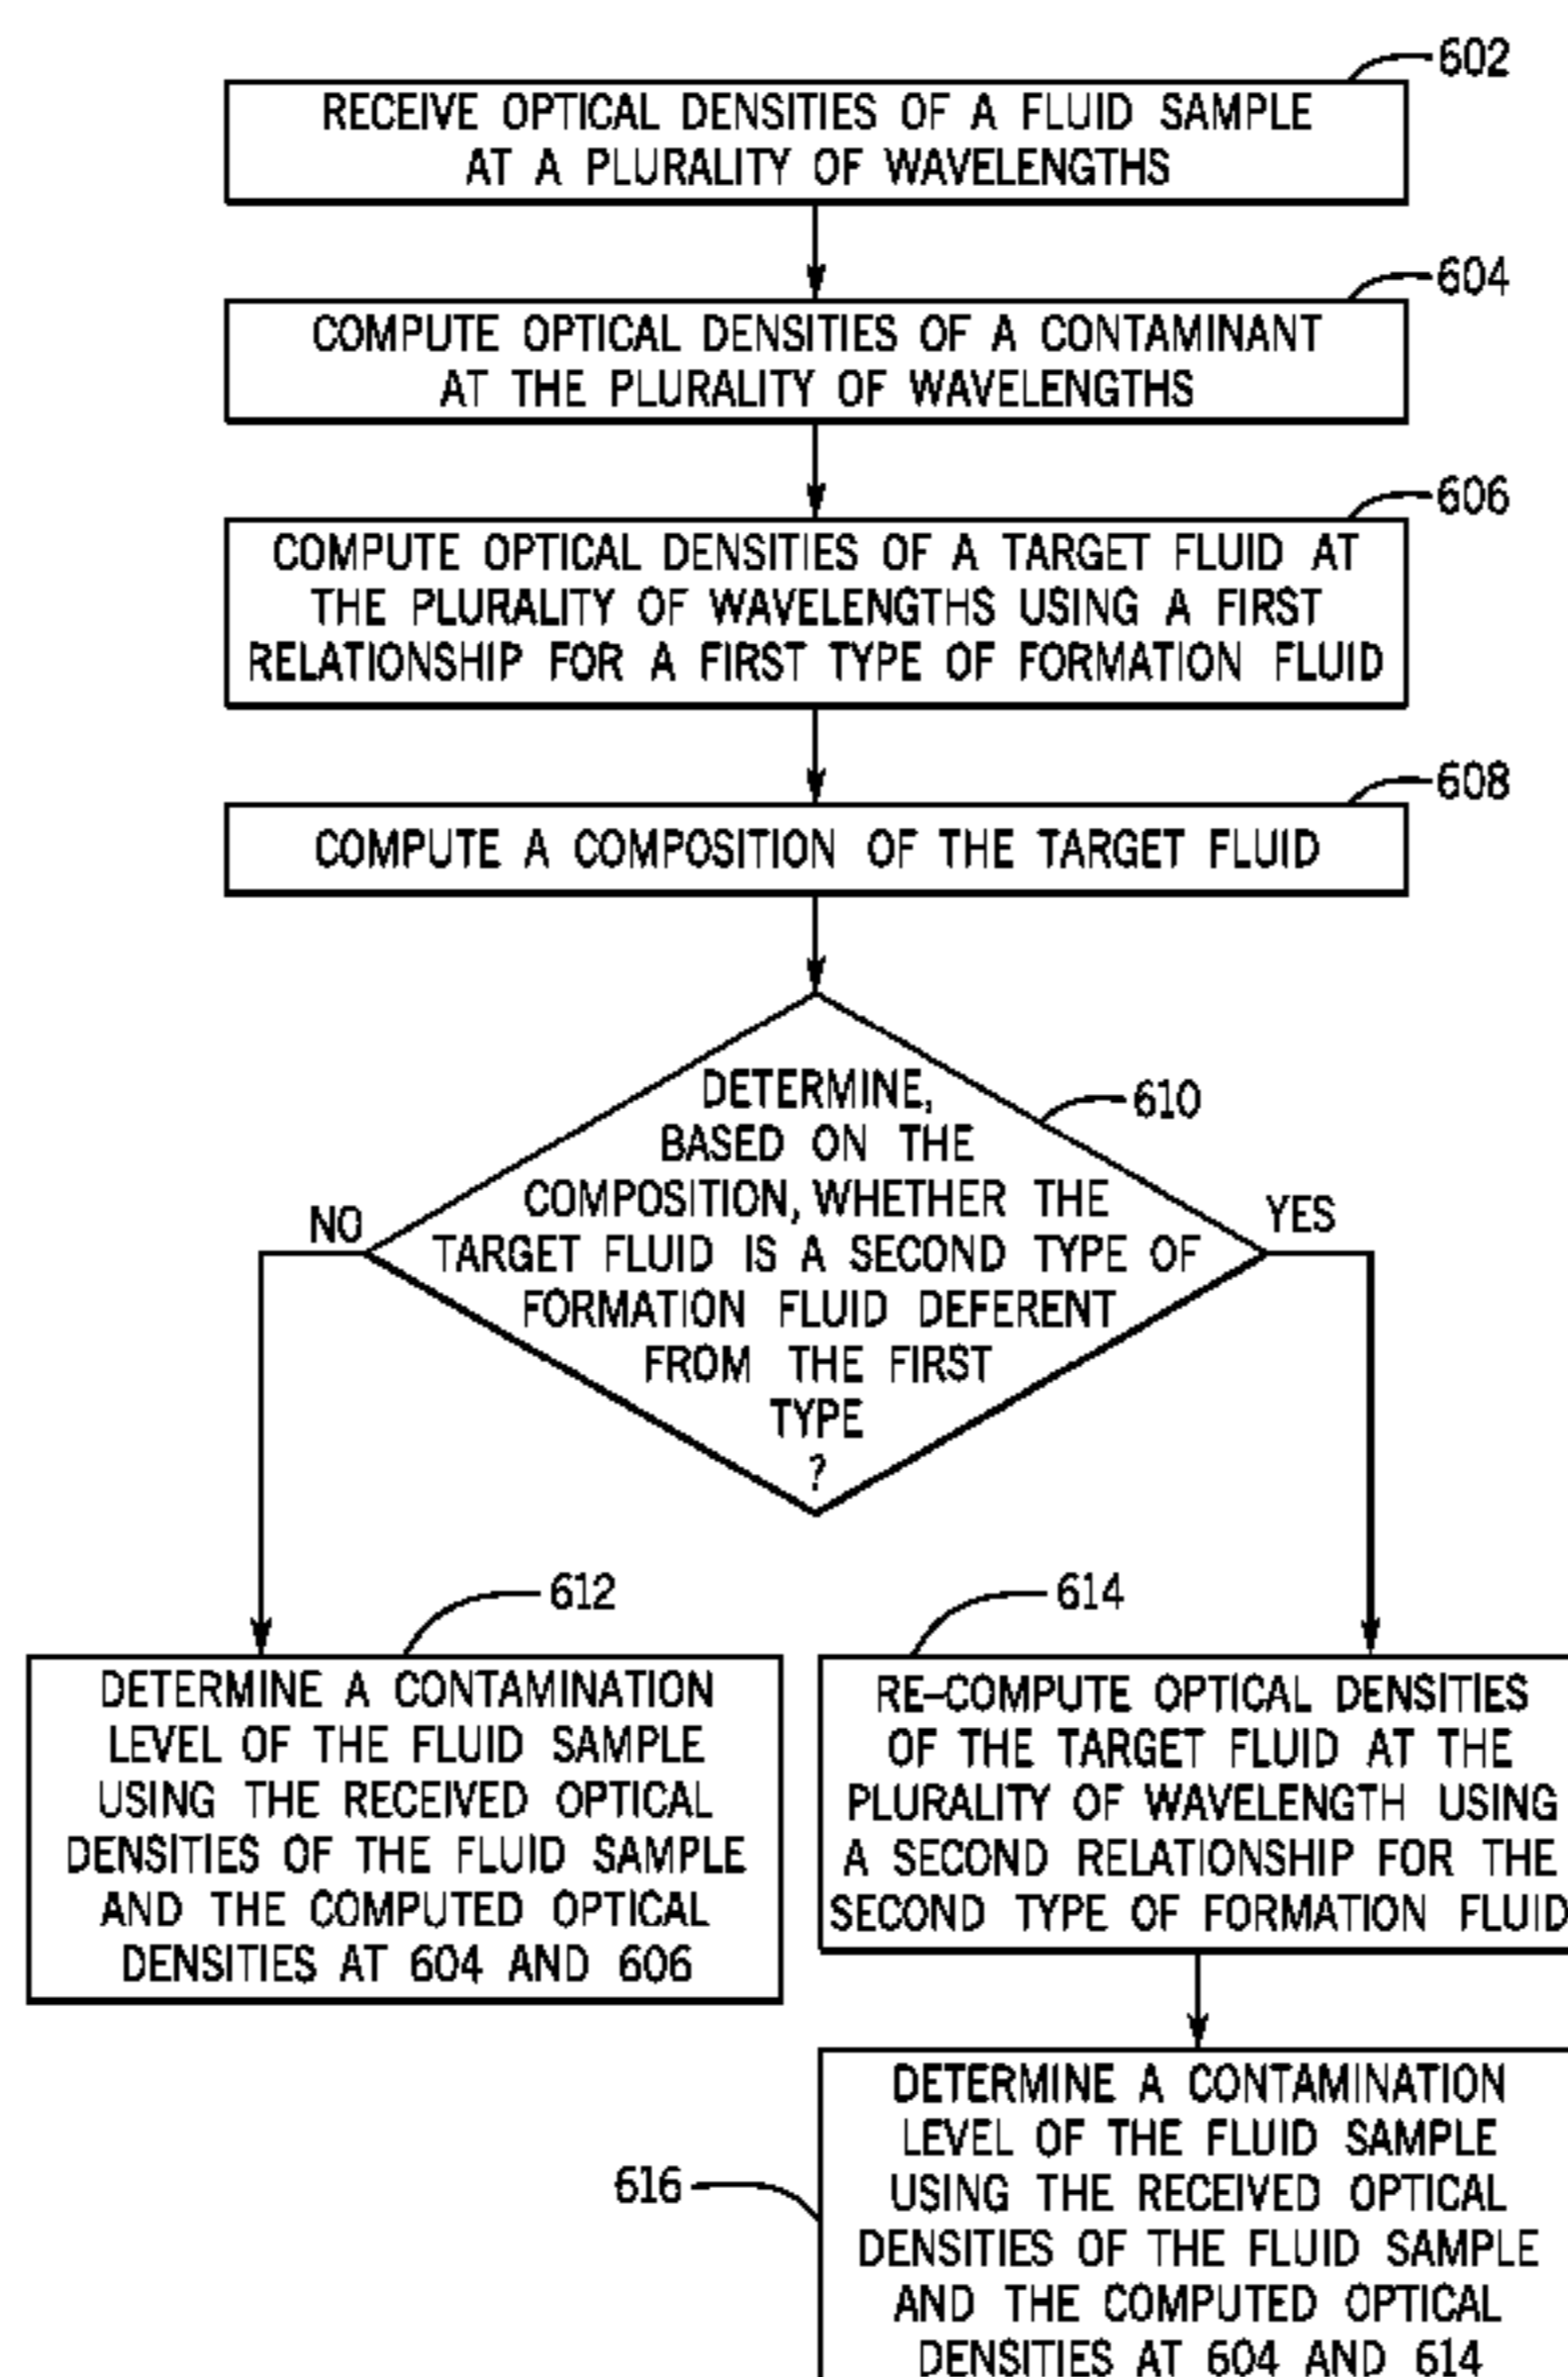 602
RECEIVE OPTICAL DENSITIES OF A FLUID SAMPLE
AT A PLURALITY OF WAVELENGTHS
604
COMPUTE OPTICAL DENSITIES OF A CONTAMINANT
AT THE PLURALITY OF WAVELENGTHS
606
COMPUTE OPTICAL DENSITIES OF A TARGET FLUID AT
THE PLURALITY OF WAVELENGTHS USING A FIRST
RELATIONSHIP FOR A FIRST TYPE OF FORMATION FLUID
608
COMPUTE A COMPOSITION OF THE TARGET FLUID
610
DETERMINE,
BASED ON THE
COMPOSITION, WHETHER THE
TARGET FLUID IS A SECOND TYPE OF
FORMATION FLUID DEFERENT
FROM THE FIRST
TYPE
?
NO
YES
612
DETERMINE A CONTAMINATION
LEVEL OF THE FLUID SAMPLE
USING THE RECEIVED OPTICAL
DENSITIES OF THE FLUID SAMPLE
AND THE COMPUTED OPTICAL
DENSITIES AT 604 AND 606
614
RE-COMPUTE OPTICAL DENSITIES
OF THE TARGET FLUID AT THE
PLURALITY OF WAVELENGTH USING
A SECOND RELATIONSHIP FOR THE
SECOND TYPE OF FORMATION FLUID
616
DETERMINE A CONTAMINATION
LEVEL OF THE FLUID SAMPLE
USING THE RECEIVED OPTICAL
DENSITIES OF THE FLUID SAMPLE
AND THE COMPUTED OPTICAL
DENSITIES AT 604 AND 614